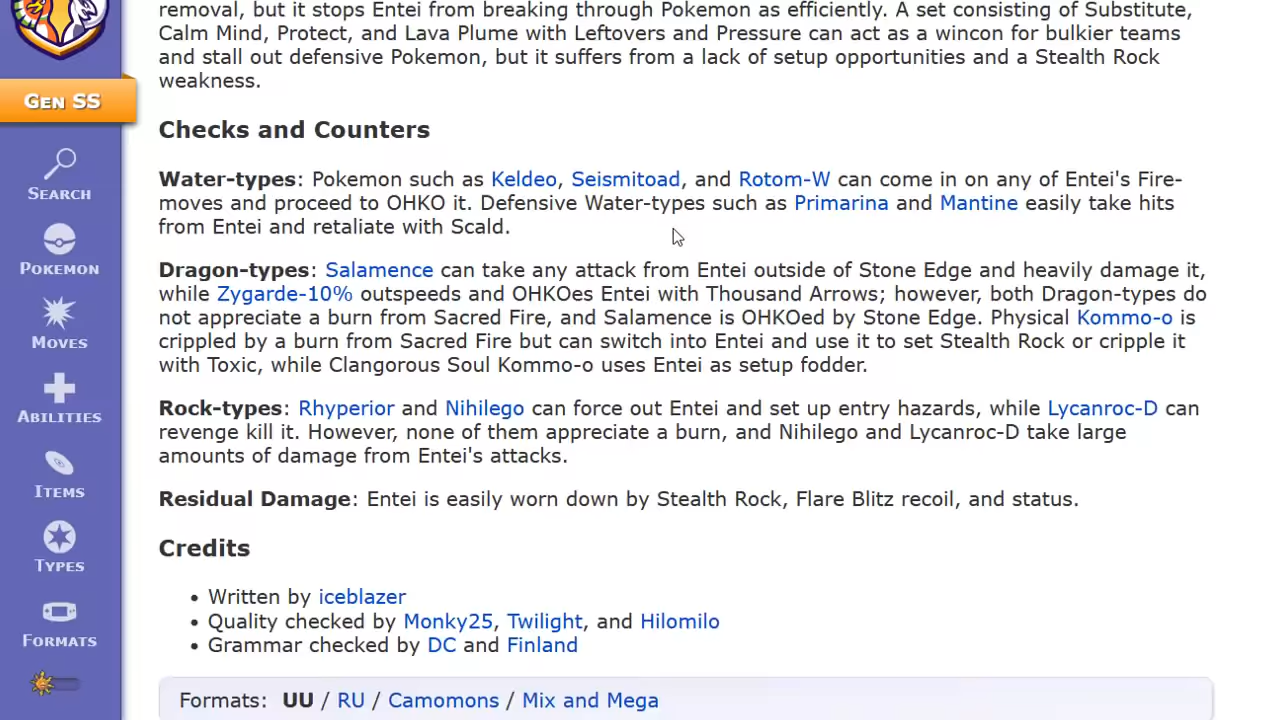 removal, but it stops Entei from breaking through Pokemon as efficiently. A set consisting of Substitute,
Calm Mind, Protect, and Lava Plume with Leftovers and Pressure can act as a wincon for bulkier teams
and stall out defensive Pokemon, but it suffers from a lack of setup opportunities and a Stealth Rock
weakness.
GEN SS
SEARCH
POKEMON
MOVES
ABILITIES
ITEMS
TYPES
FORMATS
Checks and Counters
Water-types: Pokemon such as Keldeo, Seismitoad, and Rotom-W can come in on any of Entei's Fire-
moves and proceed to OHKO it. Defensive Water-types such as Primarina and Mantine easily take hits
from Entei and retaliate with Scald.
Dragon-types: Salamence can take any attack from Entei outside of Stone Edge and heavily damage it,
while Zygarde-10% outspeeds and OHKOes Entei with Thousand Arrows; however, both Dragon-types do
not appreciate a burn from Sacred Fire, and Salamence is OHKOed by Stone Edge. Physical Kommo-o is
crippled by a burn from Sacred Fire but can switch into Entei and use it to set Stealth Rock or cripple it
with Toxic, while Clangorous Soul Kommo-o uses Entei as setup fodder.
Rock-types: Rhyperior and Nihilego can force out Entei and set up entry hazards, while Lycanroc-D can
revenge kill it. However, none of them appreciate a burn, and Nihilego and Lycanroc-D take large
amounts of damage from Entei's attacks.
Residual Damage: Entei is easily worn down by Stealth Rock, Flare Blitz recoil, and status.
Credits
• Written by iceblazer
• Quality checked by Monky25, Twilight, and Hilomilo
• Grammar checked by DC and Finland
Formats: UU / RU / Camomons / Mix and Mega